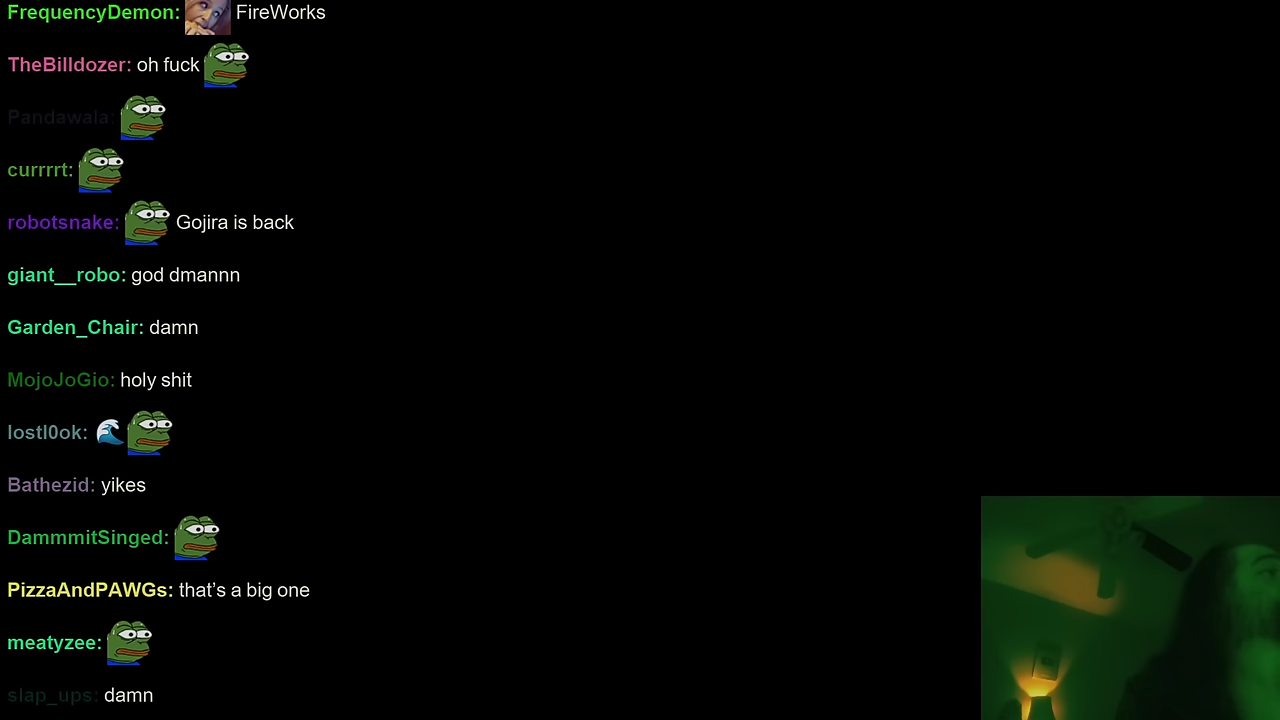 FrequencyDemon: FireWorks
TheBilldozer: oh fuck
Pandawala:
currrrt:
robotsnake: Gojira is back
giant__robo: god dmannn
Garden_Chair: damn
MojoJoGio: holy shit
lostl0ok: 🌊
Bathezid: yikes
DammmitSinged:
PizzaAndPAWGs: that's a big one
meatyzee:
slap_ups: damn